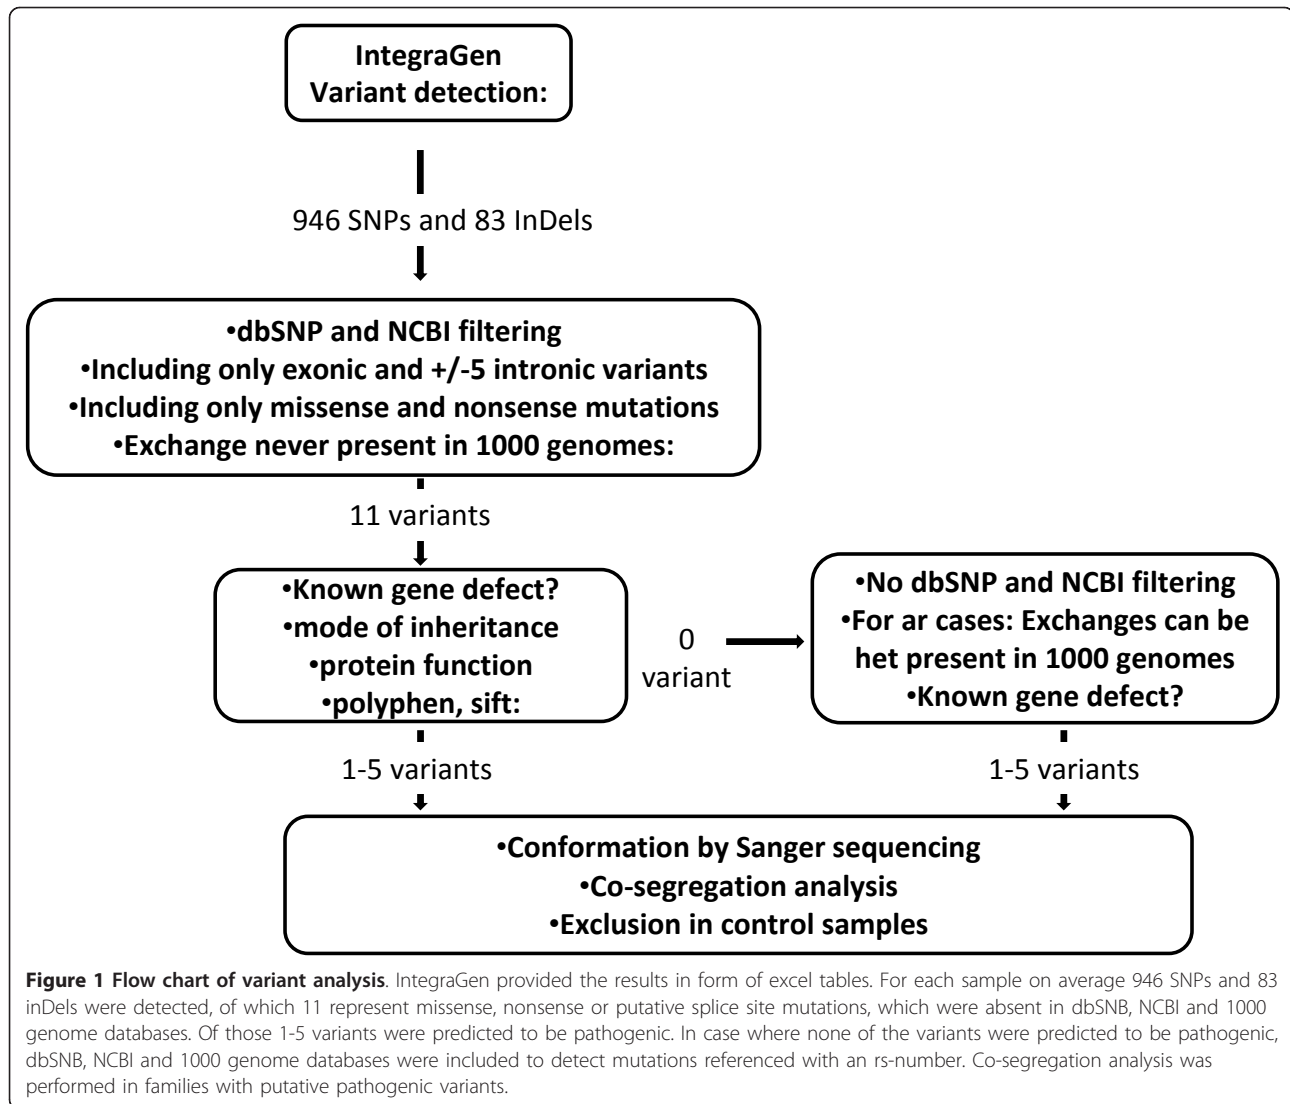 IntegraGen
Variant detection:
946 SNPs and 83 InDels
•dbSNP and NCBI filtering
•Including only exonic and +/-5 intronic variants
•Including only missense and nonsense mutations
•Exchange never present in 1000 genomes:
11 variants
•Known gene defect?
•mode of inheritance
•protein function
•polyphen, sift:
0
variant
•No dbSNP and NCBI filtering
•For ar cases: Exchanges can be
het present in 1000 genomes
•Known gene defect?
1-5 variants
1-5 variants
•Conformation by Sanger sequencing
•Co-segregation analysis
•Exclusion in control samples
Figure 1 Flow chart of variant analysis. IntegraGen provided the results in form of excel tables. For each sample on average 946 SNPs and 83
inDels were detected, of which 11 represent missense, nonsense or putative splice site mutations, which were absent in dbSNB, NCBI and 1000
genome databases. Of those 1-5 variants were predicted to be pathogenic. In case where none of the variants were predicted to be pathogenic,
dbSNB, NCBI and 1000 genome databases were included to detect mutations referenced with an rs-number. Co-segregation analysis was
performed in families with putative pathogenic variants.